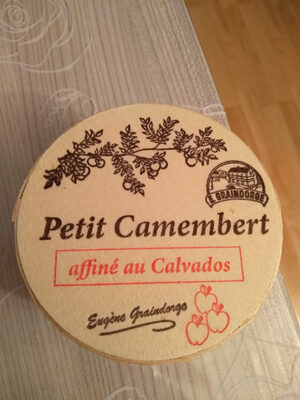 E. GRAINDORGE
Petit Camembert
affiné au Calvados
Eugène Graindorge